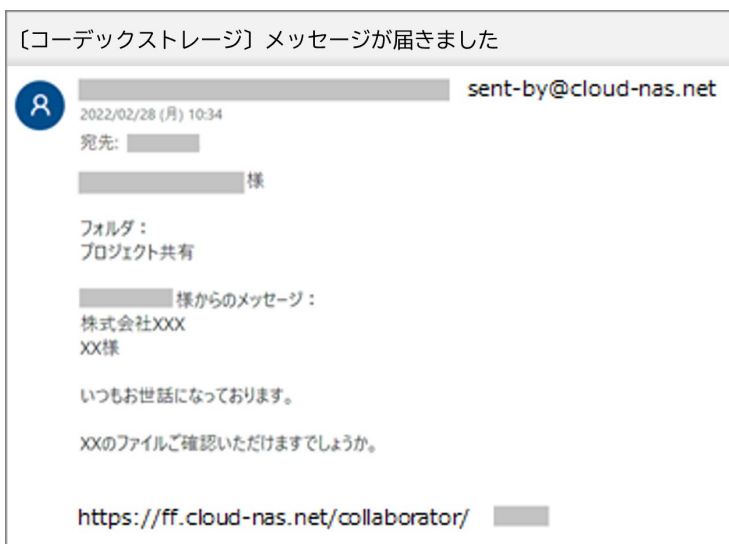 〔コーデックストレージ〕メッセージが届きました
sent-by@cloud-nas.net
2022/02/28 (月) 10:34
宛先:
様
フォルダ：
プロジェクト共有
様からのメッセージ：
株式会社XXX
XX様
いつもお世話になっております。
XXのファイルご確認いただけますでしょうか。
https://ff.cloud-nas.net/collaborator/